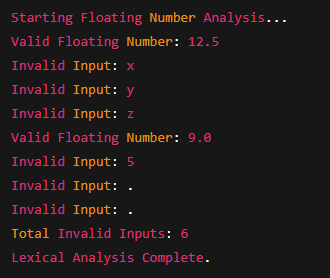 Starting Floating Number Analysis...
Valid Floating Number: 12.5
Invalid Input: x
Invalid Input: y
Invalid Input: z
Valid Floating Number: 9.0
Invalid Input: 5
Invalid Input: .
Invalid Input: .
Total Invalid Inputs: 6
Lexical Analysis Complete.